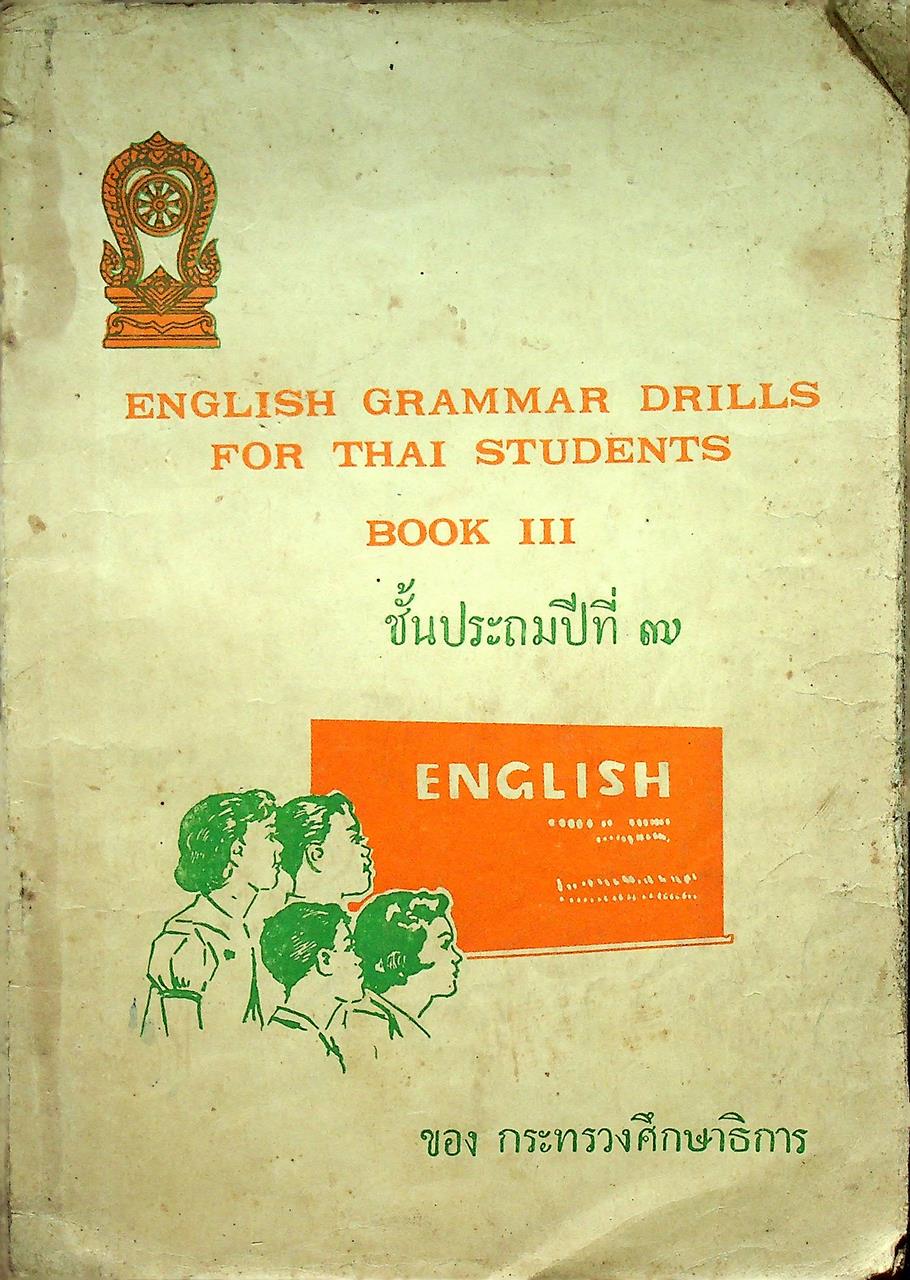 ENGLISH GRAMMAR DRILLS
FOR THAI STUDENTS
BOOK III
ชั้นประถมปีที่ ๗
ENGLISH
ของ กระทรวงศึกษาธิการ